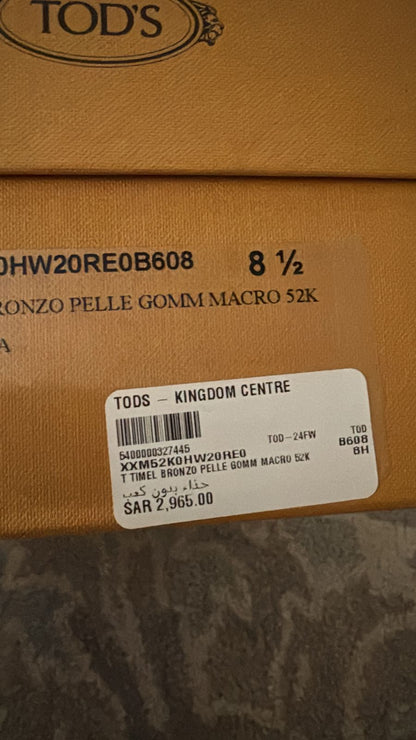 TOD'S
0HW20RE0B608 8 ½
RONZO PELLE GOMM MACRO 52K
A
TODS – KINGDOM CENTRE
6400000327445 TOD-24FW TOD
XXM52K0HW20RE0 B608
T TIMEL BRONZO PELLE GOMM MACRO 52K 8H
حذاء بدون كعب
SAR 2,965.00